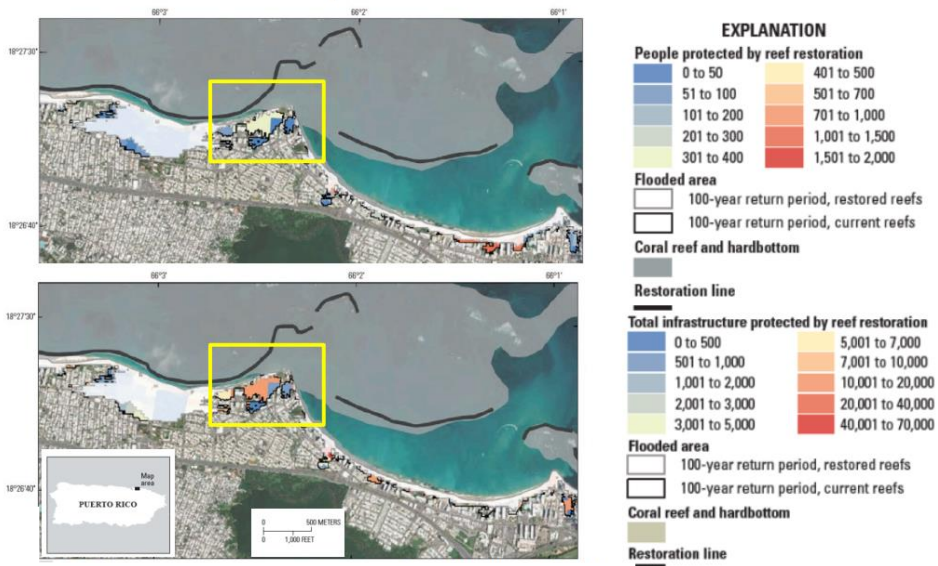 66°3'
66°2'
66°1'
18°27'30"
18°26'40"
66°3'
66°2'
66°1'
18°27'30"
18°26'40"
Map
area
PUERTO RICO
0 500 METERS
0 1,000 FEET
EXPLANATION
People protected by reef restoration
0 to 50
401 to 500
51 to 100
501 to 700
101 to 200
701 to 1,000
201 to 300
1,001 to 1,500
301 to 400
1,501 to 2,000
Flooded area
100-year return period, restored reefs
100-year return period, current reefs
Coral reef and hardbottom
Restoration line
Total infrastructure protected by reef restoration
0 to 500
5,001 to 7,000
501 to 1,000
7,001 to 10,000
1,001 to 2,000
10,001 to 20,000
2,001 to 3,000
20,001 to 40,000
3,001 to 5,000
40,001 to 70,000
Flooded area
100-year return period, restored reefs
100-year return period, current reefs
Coral reef and hardbottom
Restoration line